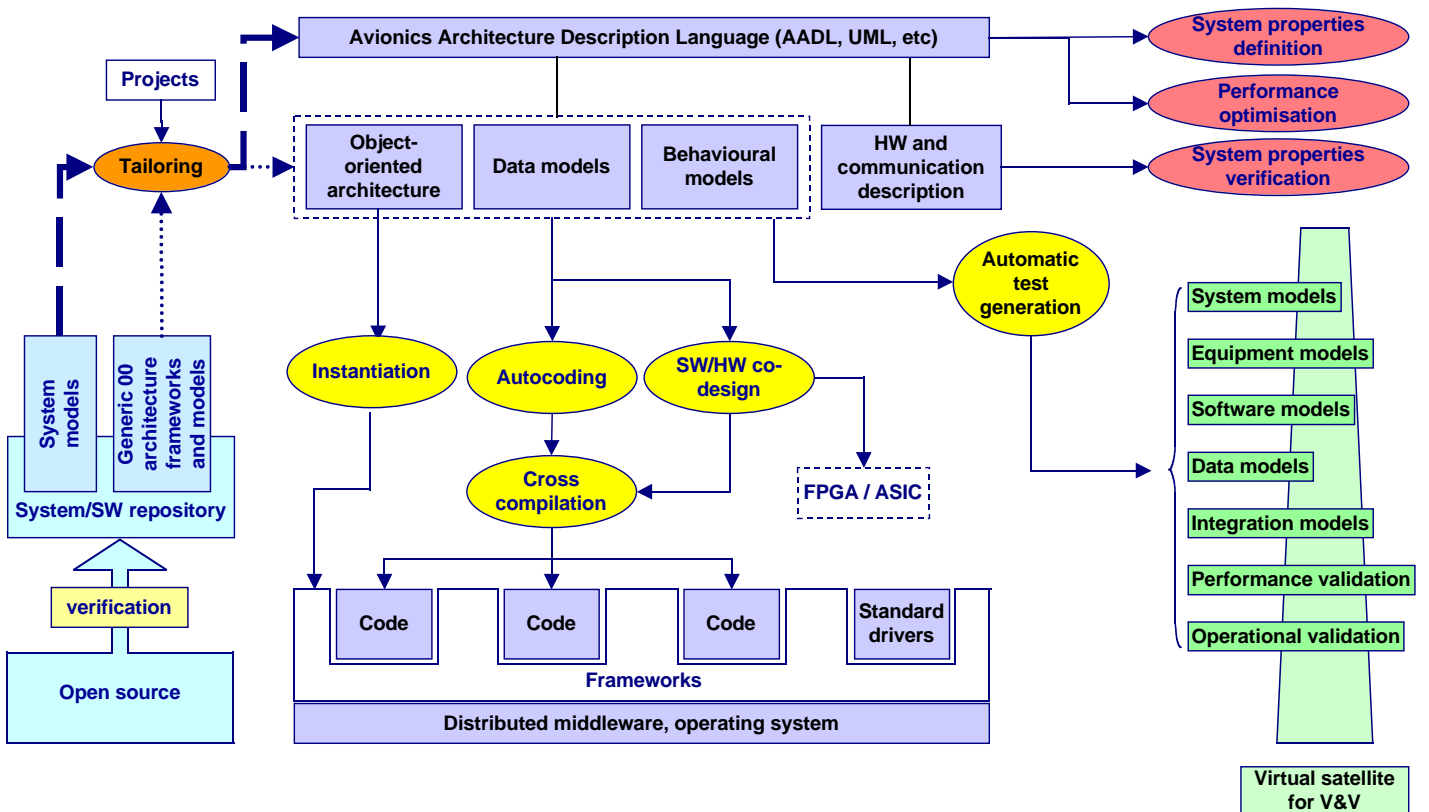 Avionics Architecture Description Language (AADL, UML, etc)
System properties
definition
Projects
Performance
optimisation
Tailoring
Object-
oriented
architecture
Data models
Behavioural
models
HW and
communication
description
System properties
verification
Automatic
test
generation
System models
Equipment models
Software models
Data models
Integration models
Performance validation
Operational validation
Virtual satellite
for V&V
System
models
Generic 00
architecture
frameworks
and models
System/SW repository
verification
Open source
Instantiation
Autocoding
SW/HW co-
design
Cross
compilation
FPGA / ASIC
Code
Code
Code
Standard
drivers
Frameworks
Distributed middleware, operating system